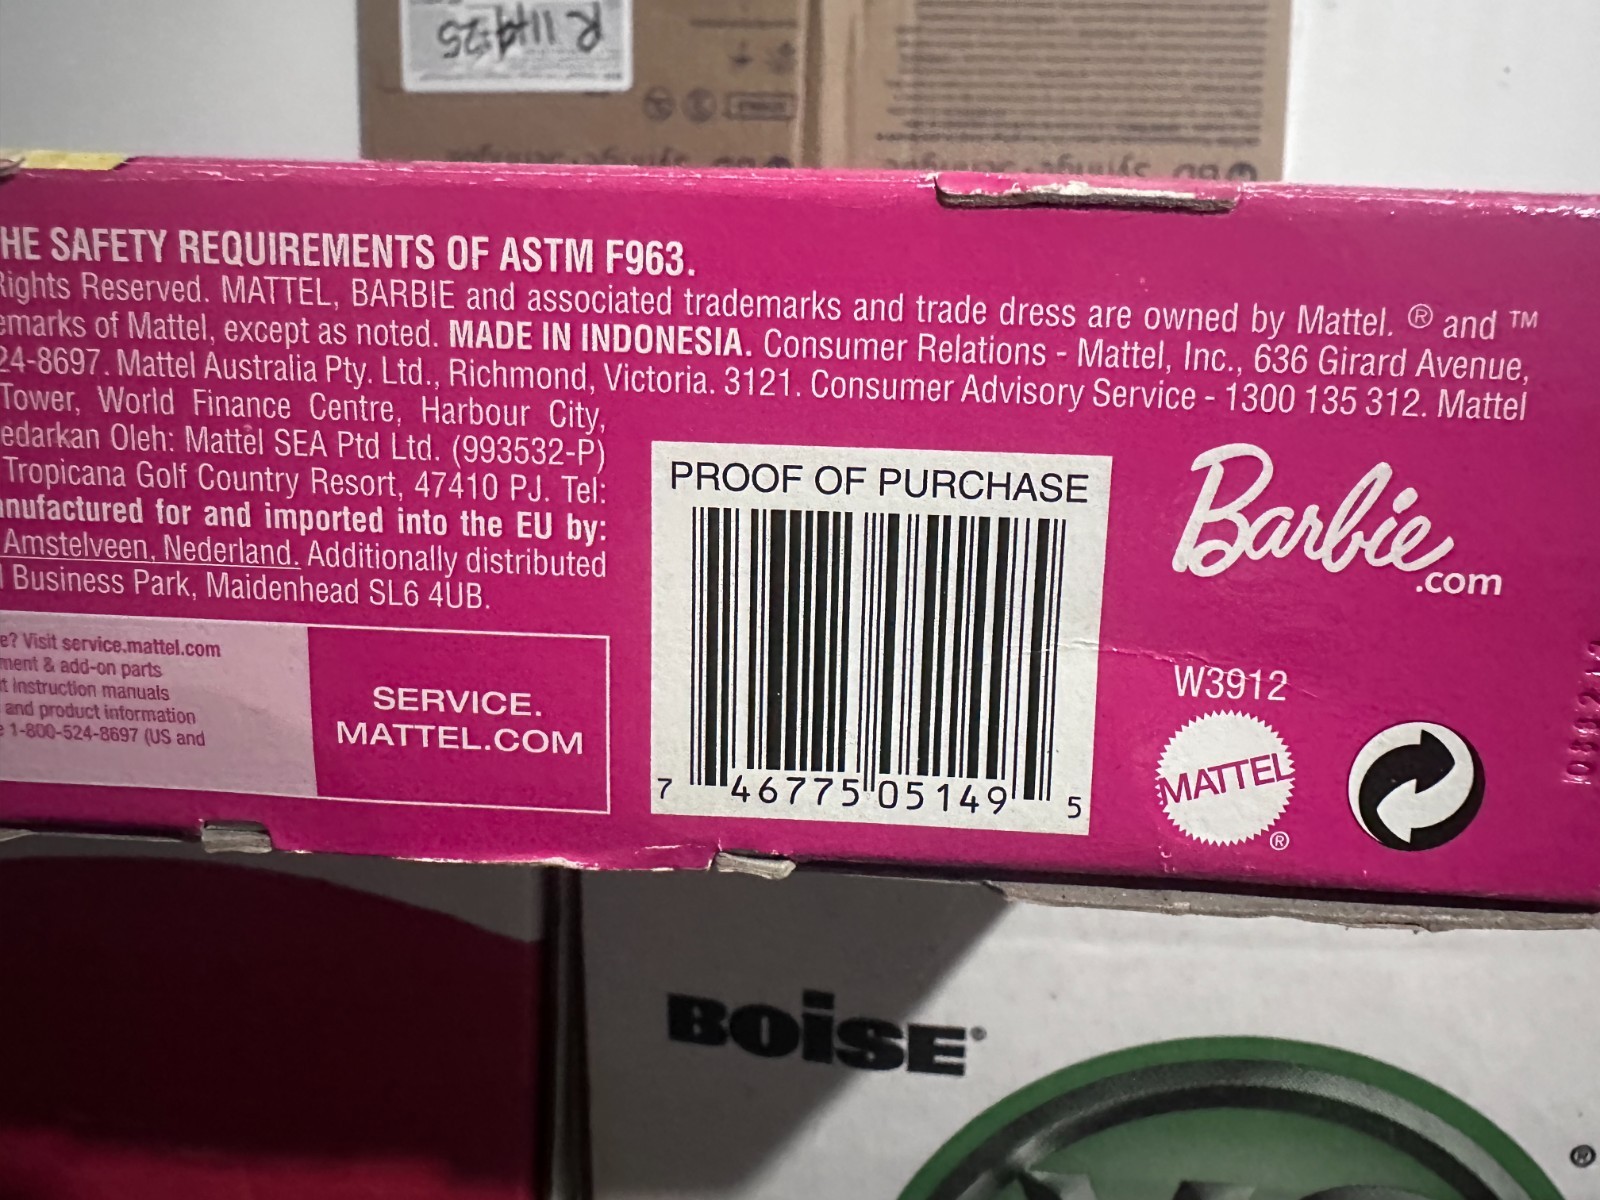 HE SAFETY REQUIREMENTS OF ASTM F963.
Rights Reserved. MATTEL, BARBIE and associated trademarks and trade dress are owned by Mattel. ® and ™
emarks of Mattel, except as noted. MADE IN INDONESIA. Consumer Relations - Mattel, Inc., 636 Girard Avenue,
24-8697. Mattel Australia Pty. Ltd., Richmond, Victoria. 3121. Consumer Advisory Service - 1300 135 312. Mattel
Tower, World Finance Centre, Harbour City,
edarkan Oleh: Mattel SEA Ptd Ltd. (993532-P)
Tropicana Golf Country Resort, 47410 PJ. Tel:
nufactured for and imported into the EU by:
Amstelveen, Nederland. Additionally distributed
l Business Park, Maidenhead SL6 4UB.
e? Visit service.mattel.com
ment & add-on parts
t instruction manuals
and product information
e 1-800-524-8697 (US and
SERVICE.
MATTEL.COM
PROOF OF PURCHASE
7 46775 05149 5
Barbie.com
W3912
MATTEL®
BOISE®
®